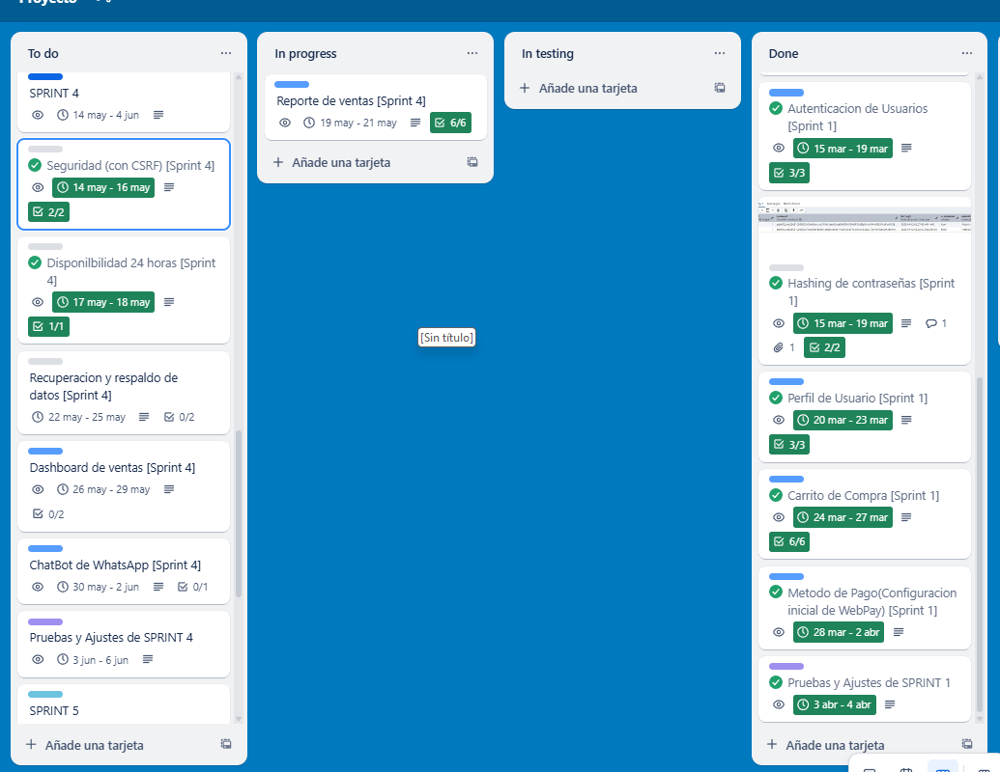 Proyecto
To do
SPRINT 4
14 may - 4 jun
Seguridad (con CSRF) [Sprint 4]
14 may - 16 may
2/2
Disponilbilidad 24 horas [Sprint
4]
17 may - 18 may
1/1
Recuperacion y respaldo de
datos [Sprint 4]
22 may - 25 may
0/2
Dashboard de ventas [Sprint 4]
26 may - 29 may
0/2
ChatBot de WhatsApp [Sprint 4]
30 may - 2 jun
0/1
Pruebas y Ajustes de SPRINT 4
3 jun - 6 jun
SPRINT 5
+ Añade una tarjeta
In progress
Reporte de ventas [Sprint 4]
19 may - 21 may
6/6
+ Añade una tarjeta
[Sin título]
In testing
+ Añade una tarjeta
Done
Autenticacion de Usuarios
[Sprint 1]
15 mar - 19 mar
3/3
Hashing de contraseñas [Sprint
1]
15 mar - 19 mar
1
1
2/2
Perfil de Usuario [Sprint 1]
20 mar - 23 mar
3/3
Carrito de Compra [Sprint 1]
24 mar - 27 mar
6/6
Metodo de Pago(Configuracion
inicial de WebPay) [Sprint 1]
28 mar - 2 abr
Pruebas y Ajustes de SPRINT 1
3 abr - 4 abr
+ Añade una tarjeta